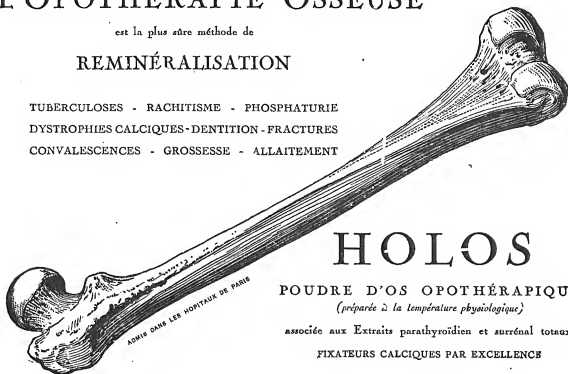 L'OPOTHÉRAPIE OSSEUSE
est la plus sûre méthode de
REMINÉRALISATION
TUBERCULOSES - RACHITISME - PHOSPHATURIE
DYSTROPHIES CALCIQUES - DENTITION - FRACTURES
CONVALESCENCES - GROSSESSE - ALLAITEMENT
ADMIS DANS LES HOPITAUX DE PARIS
HOLOS
POUDRE D'OS OPOTHÉRAPIQU
(préparée à la température physiologique)
associée aux Extraits parathyroïdien et surrénal totaux
FIXATEURS CALCIQUES PAR EXCELLENCE